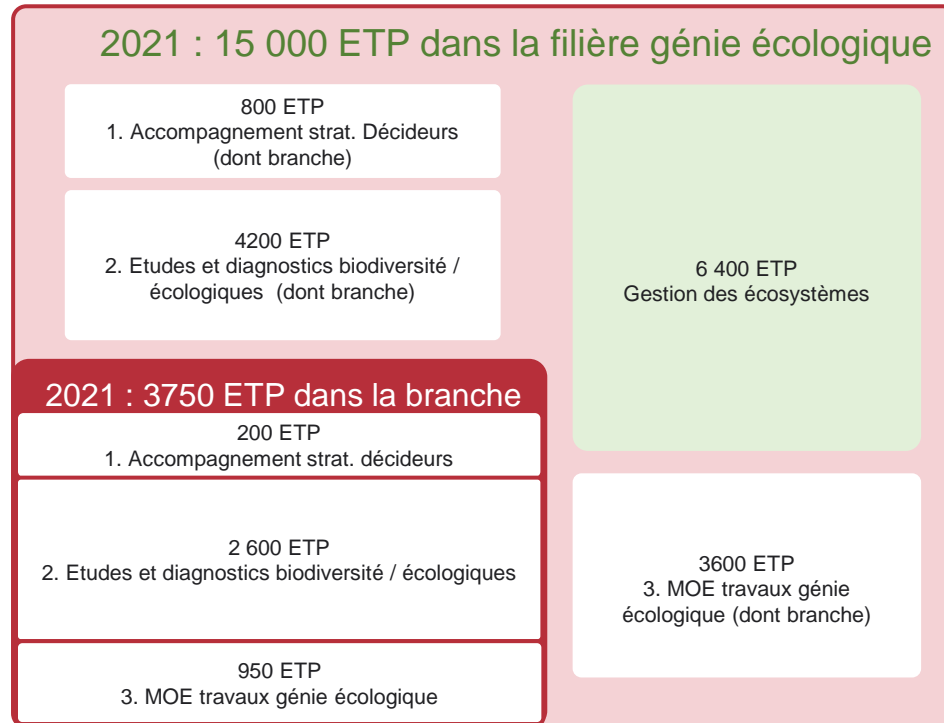 2021 : 15 000 ETP dans la filière génie écologique
800 ETP
1. Accompagnement strat. Décideurs
(dont branche)
4200 ETP
2. Etudes et diagnostics biodiversité /
écologiques (dont branche)
6 400 ETP
Gestion des écosystèmes
2021 : 3750 ETP dans la branche
200 ETP
1. Accompagnement strat. décideurs
2 600 ETP
2. Etudes et diagnostics biodiversité / écologiques
950 ETP
3. MOE travaux génie écologique
3600 ETP
3. MOE travaux génie
écologique (dont branche)